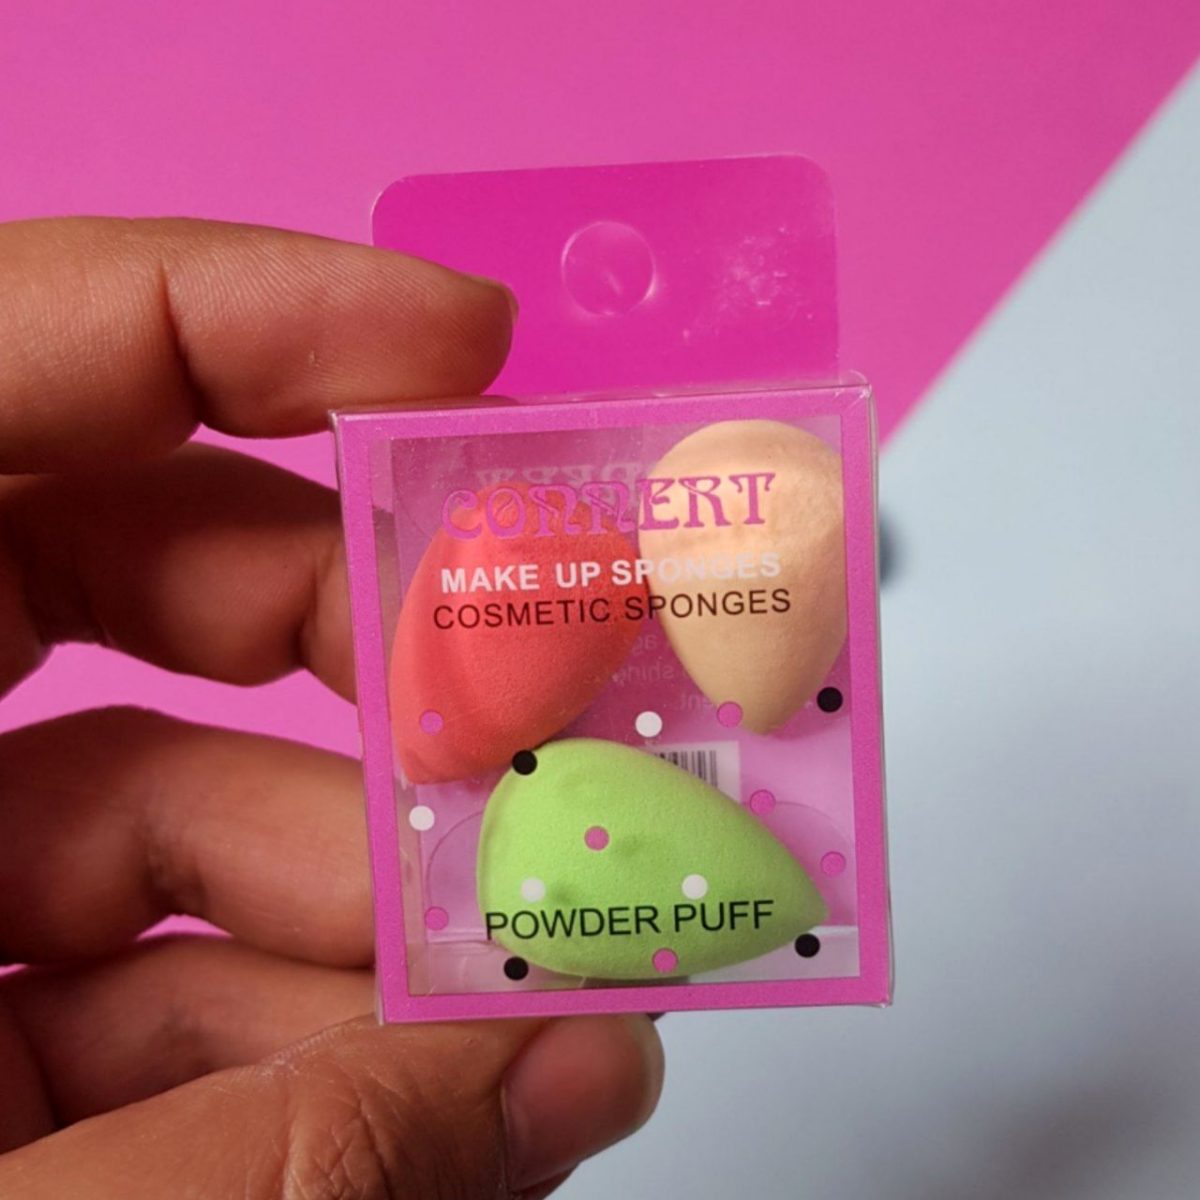 CONNERT
MAKE UP SPONGES
COSMETIC SPONGES
POWDER PUFF